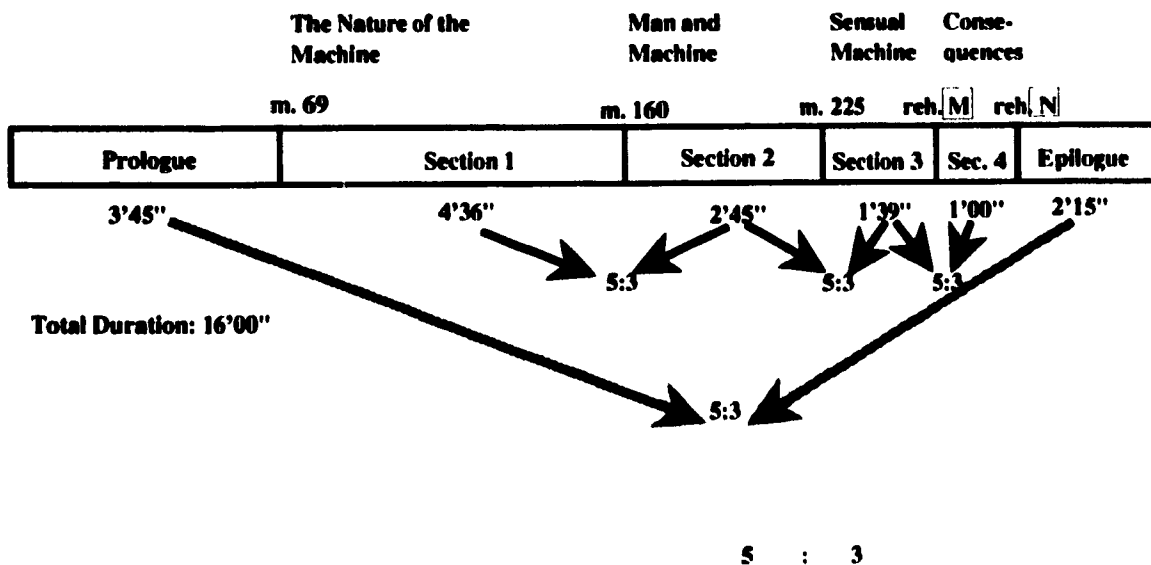 The Nature of the Machine
Man and Machine
Sensual Machine
Conse-quences
m. 69
m. 160
m. 225
reh. M
reh. N
Prologue
Section 1
Section 2
Section 3
Sec. 4
Epilogue
3'45"
4'36"
2'45"
1'39"
1'00"
2'15"
5:3
5:3
5:3
Total Duration: 16'00"
5:3
5 : 3